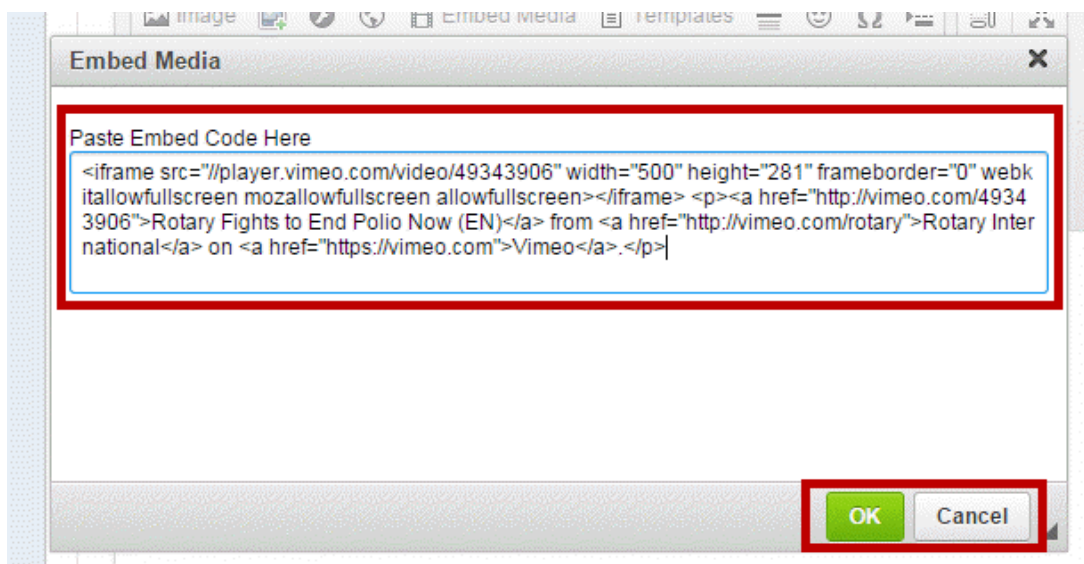 Image Embed Media Templates
Embed Media
Paste Embed Code Here
<iframe src="//player.vimeo.com/video/49343906" width="500" height="281" frameborder="0" webk
itallowfullscreen mozallowfullscreen allowfullscreen></iframe> <p><a href="http://vimeo.com/4934
3906">Rotary Fights to End Polio Now (EN)</a> from <a href="http://vimeo.com/rotary">Rotary Inter
national</a> on <a href="https://vimeo.com">Vimeo</a>.</p>
OK Cancel